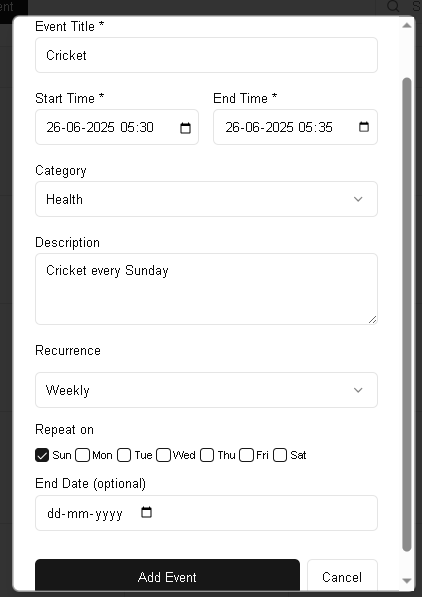 ent
S
Event Title *
Cricket
Start Time * End Time *
26-06-2025 05:30 26-06-2025 05:35
Category
Health
Description
Cricket every Sunday
Recurrence
Weekly
Repeat on
Sun Mon Tue Wed Thu Fri Sat
End Date (optional)
dd-mm-yyyy
Add Event Cancel